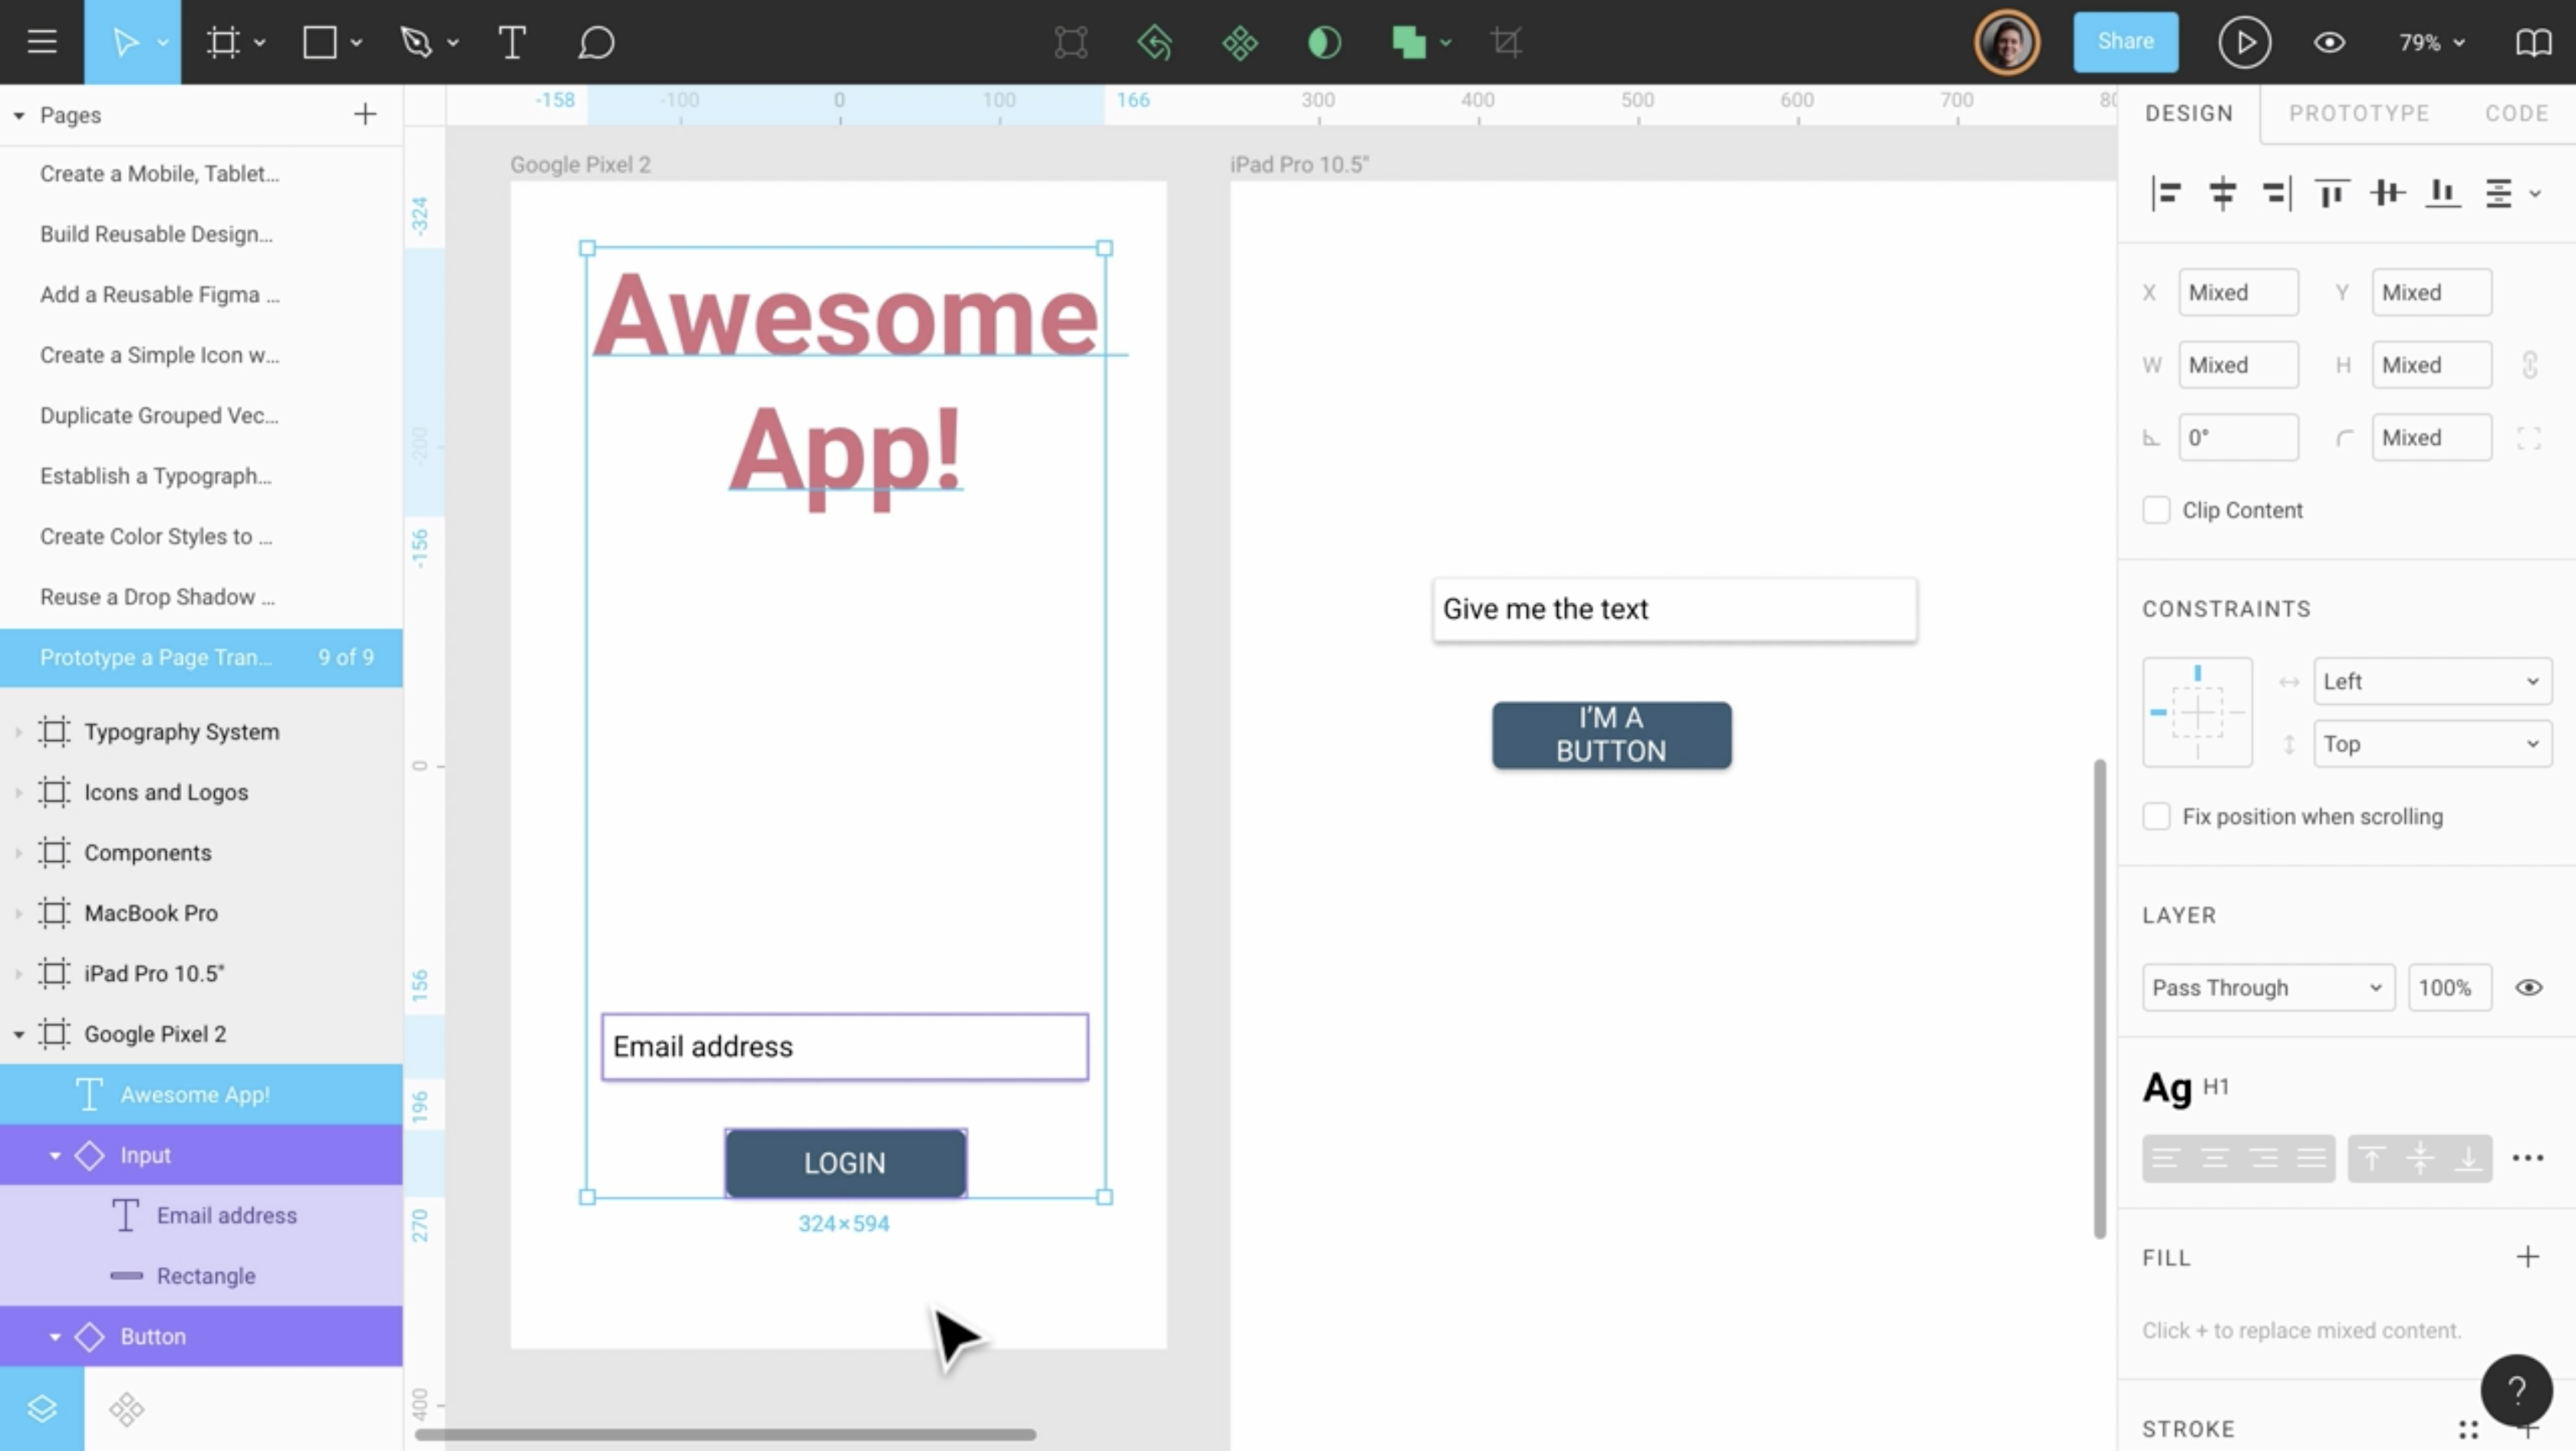 Share
79%
Pages
Create a Mobile, Tablet...
Build Reusable Design...
Add a Reusable Figma ...
Create a Simple Icon w...
Duplicate Grouped Vec...
Establish a Typograph...
Create Color Styles to ...
Reuse a Drop Shadow ...
Prototype a Page Tran... 9 of 9
Typography System
Icons and Logos
Components
MacBook Pro
iPad Pro 10.5"
Google Pixel 2
Awesome App!
Input
Email address
Rectangle
Button
-158 -100 0 100 166 300 400 500 600 700 80
-324
-200
-156
0
156
196
270
400
Google Pixel 2
Awesome
App!
Email address
LOGIN
324×594
iPad Pro 10.5"
Give me the text
I'M A
BUTTON
DESIGN PROTOTYPE CODE
X Mixed Y Mixed
W Mixed H Mixed
0° Mixed
Clip Content
CONSTRAINTS
Left
Top
Fix position when scrolling
LAYER
Pass Through 100%
Ag H1
FILL
Click + to replace mixed content.
?
STROKE